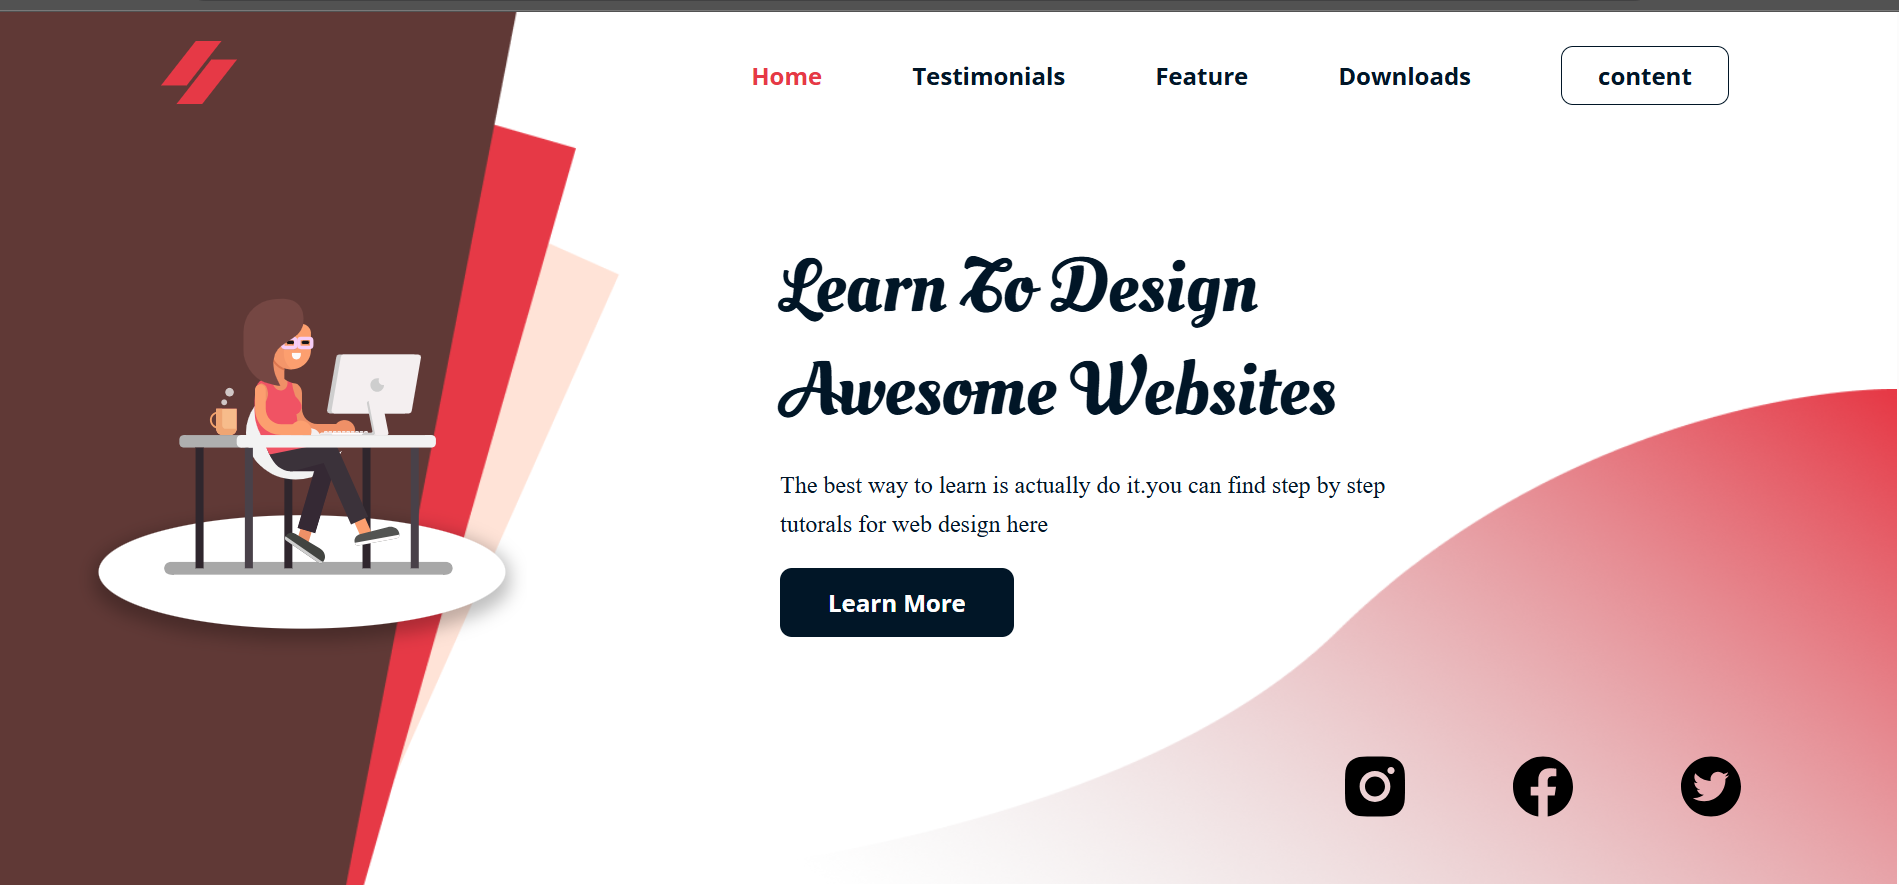 Home Testimonials Feature Downloads content
Learn To Design
Awesome Websites
The best way to learn is actually do it.you can find step by step
tutorals for web design here
Learn More